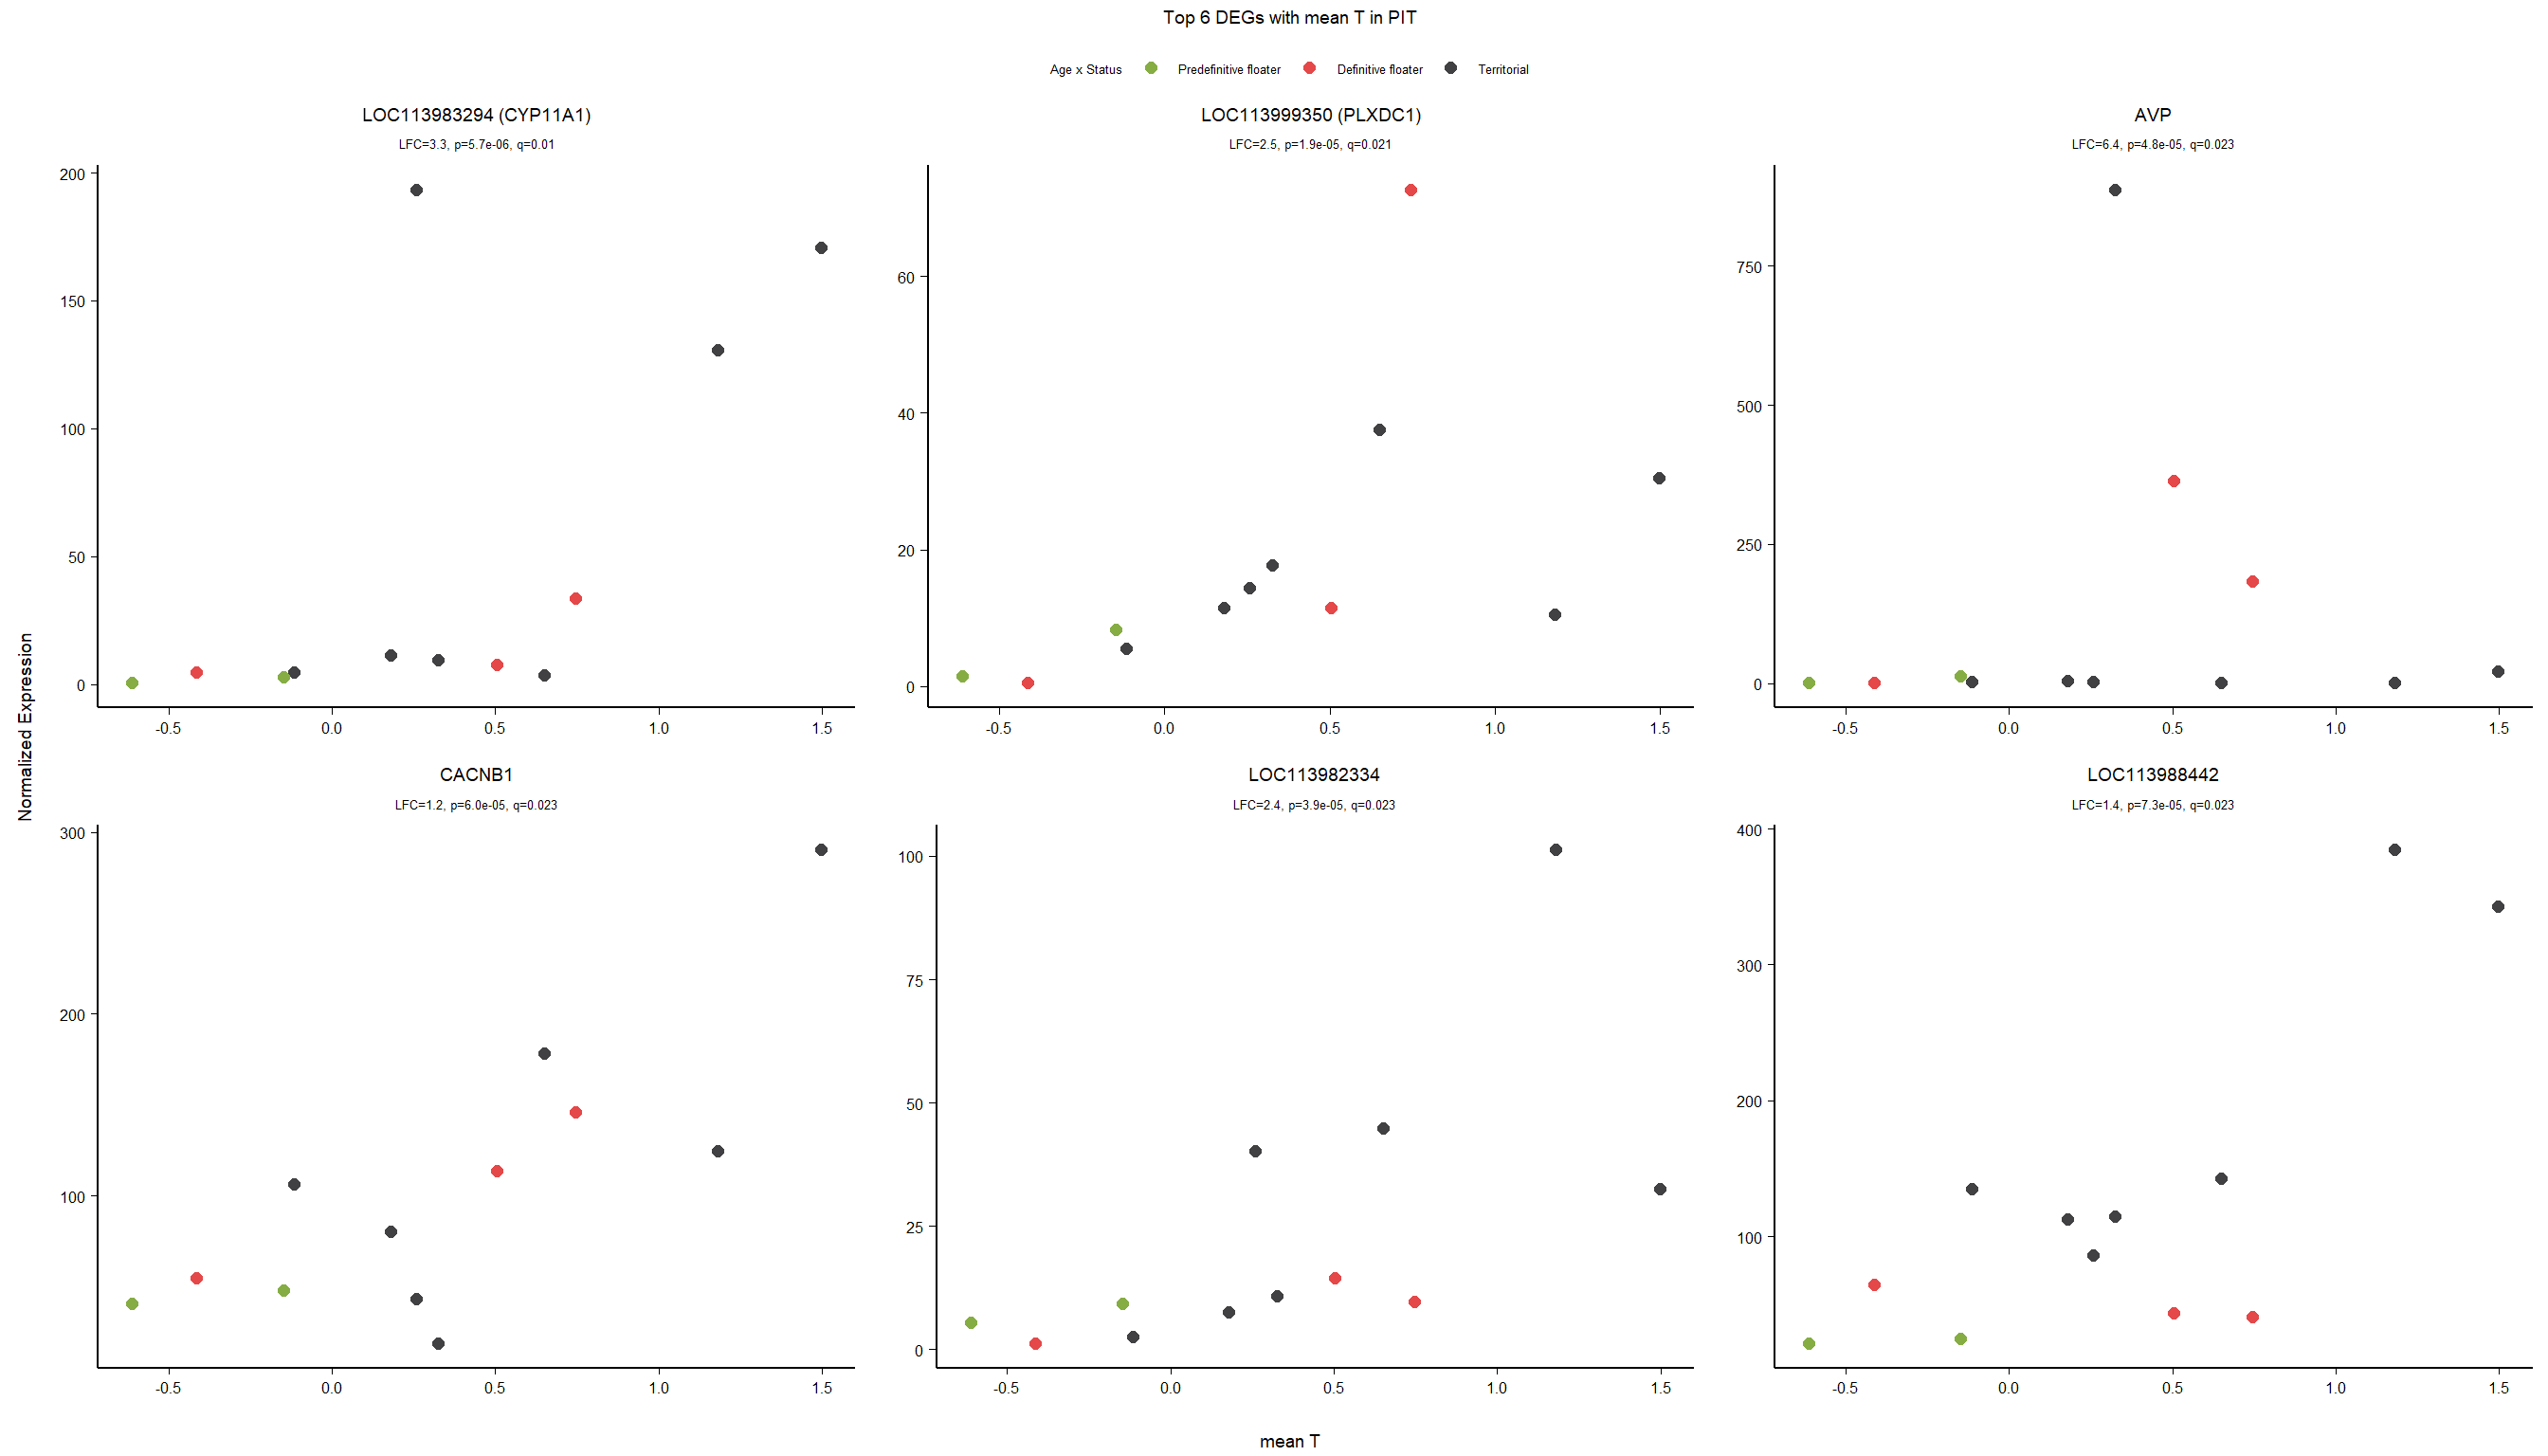 Top 6 DEGs with mean T in PIT
Age x Status Predefinitive floater Definitive floater Territorial
LOC113983294 (CYP11A1)
LFC=3.3, p=5.7e-06, q=0.01
200
150
100
50
0
-0.5 0.0 0.5 1.0 1.5
LOC113999350 (PLXDC1)
LFC=2.5, p=1.9e-05, q=0.021
60
40
20
0
-0.5 0.0 0.5 1.0 1.5
AVP
LFC=6.4, p=4.8e-05, q=0.023
750
500
250
0
-0.5 0.0 0.5 1.0 1.5
Normalized Expression
CACNB1
LFC=1.2, p=6.0e-05, q=0.023
300
200
100
-0.5 0.0 0.5 1.0 1.5
LOC113982334
LFC=2.4, p=3.9e-05, q=0.023
100
75
50
25
0
-0.5 0.0 0.5 1.0 1.5
LOC113988442
LFC=1.4, p=7.3e-05, q=0.023
400
300
200
100
-0.5 0.0 0.5 1.0 1.5
mean T